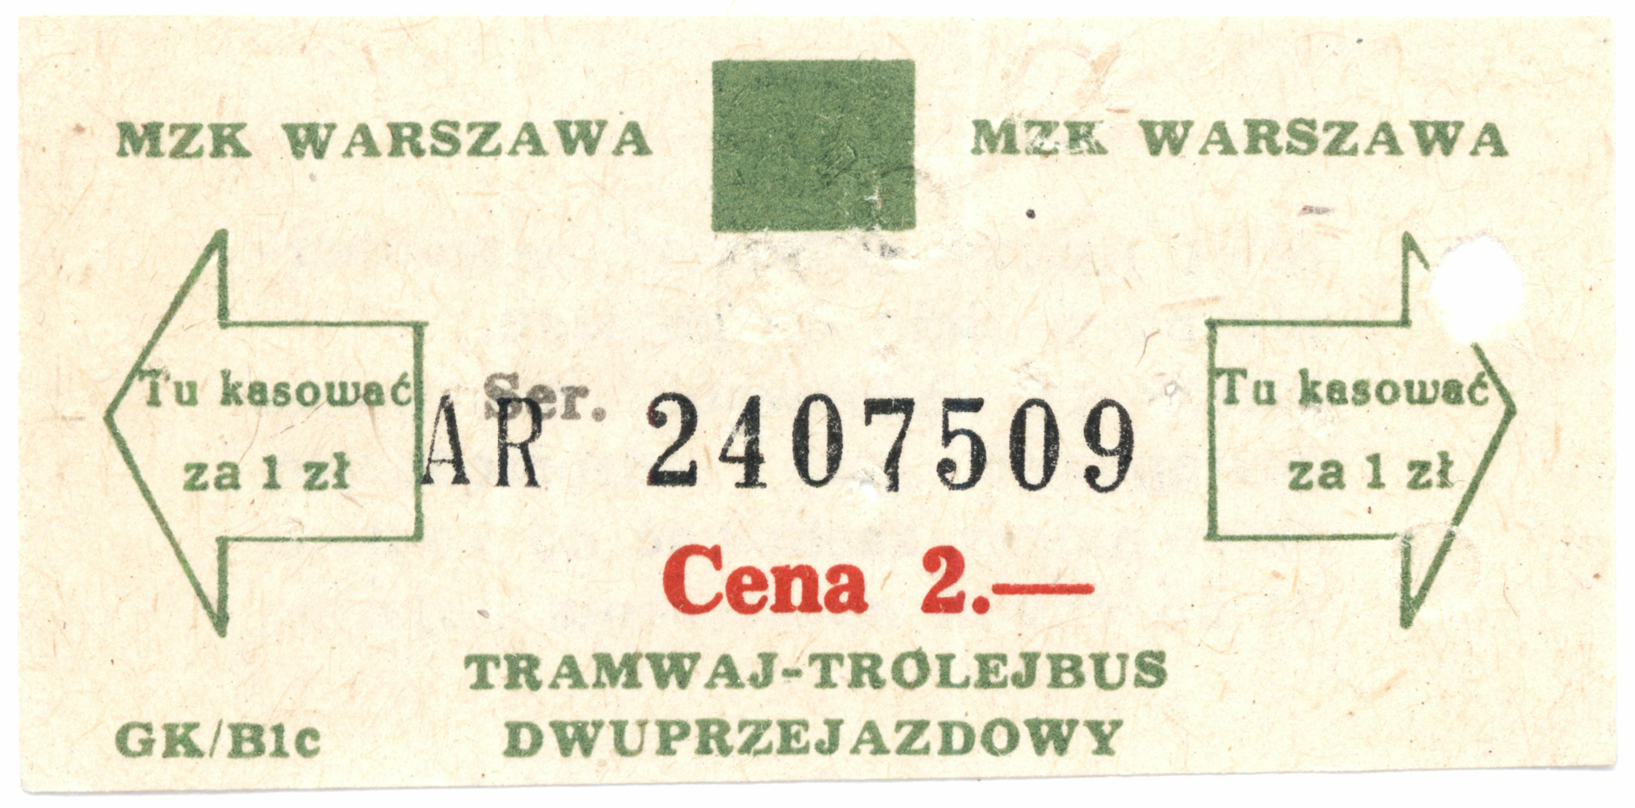 MZK WARSZAWA MZK WARSZAWA
Tu kasować
za 1 zł
Ser.
AR 2407509
Tu kasować
za 1 zł
Cena 2.—
TRAMWAJ-TROLEJBUS
DWUPRZEJAZDOWY
GK/B1c